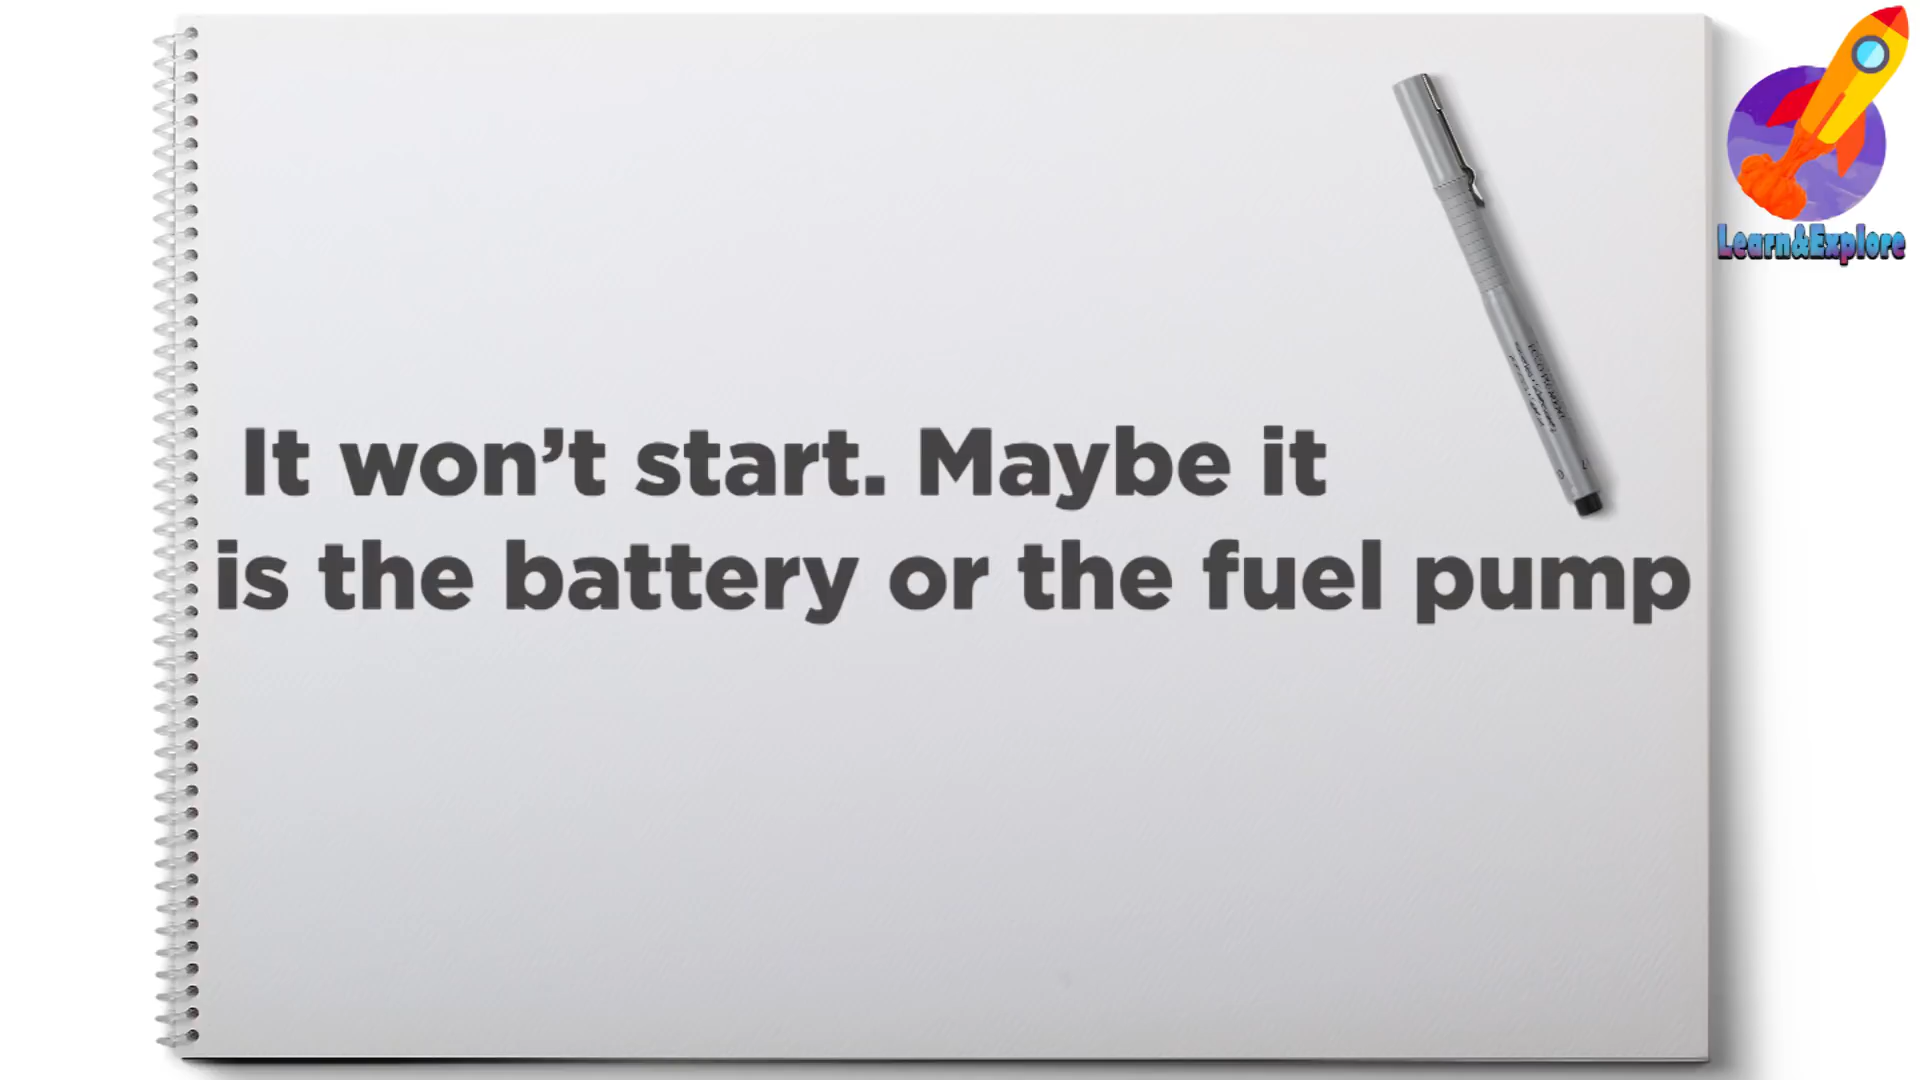 Learn&Explore
It won’t start. Maybe it
is the battery or the fuel pump